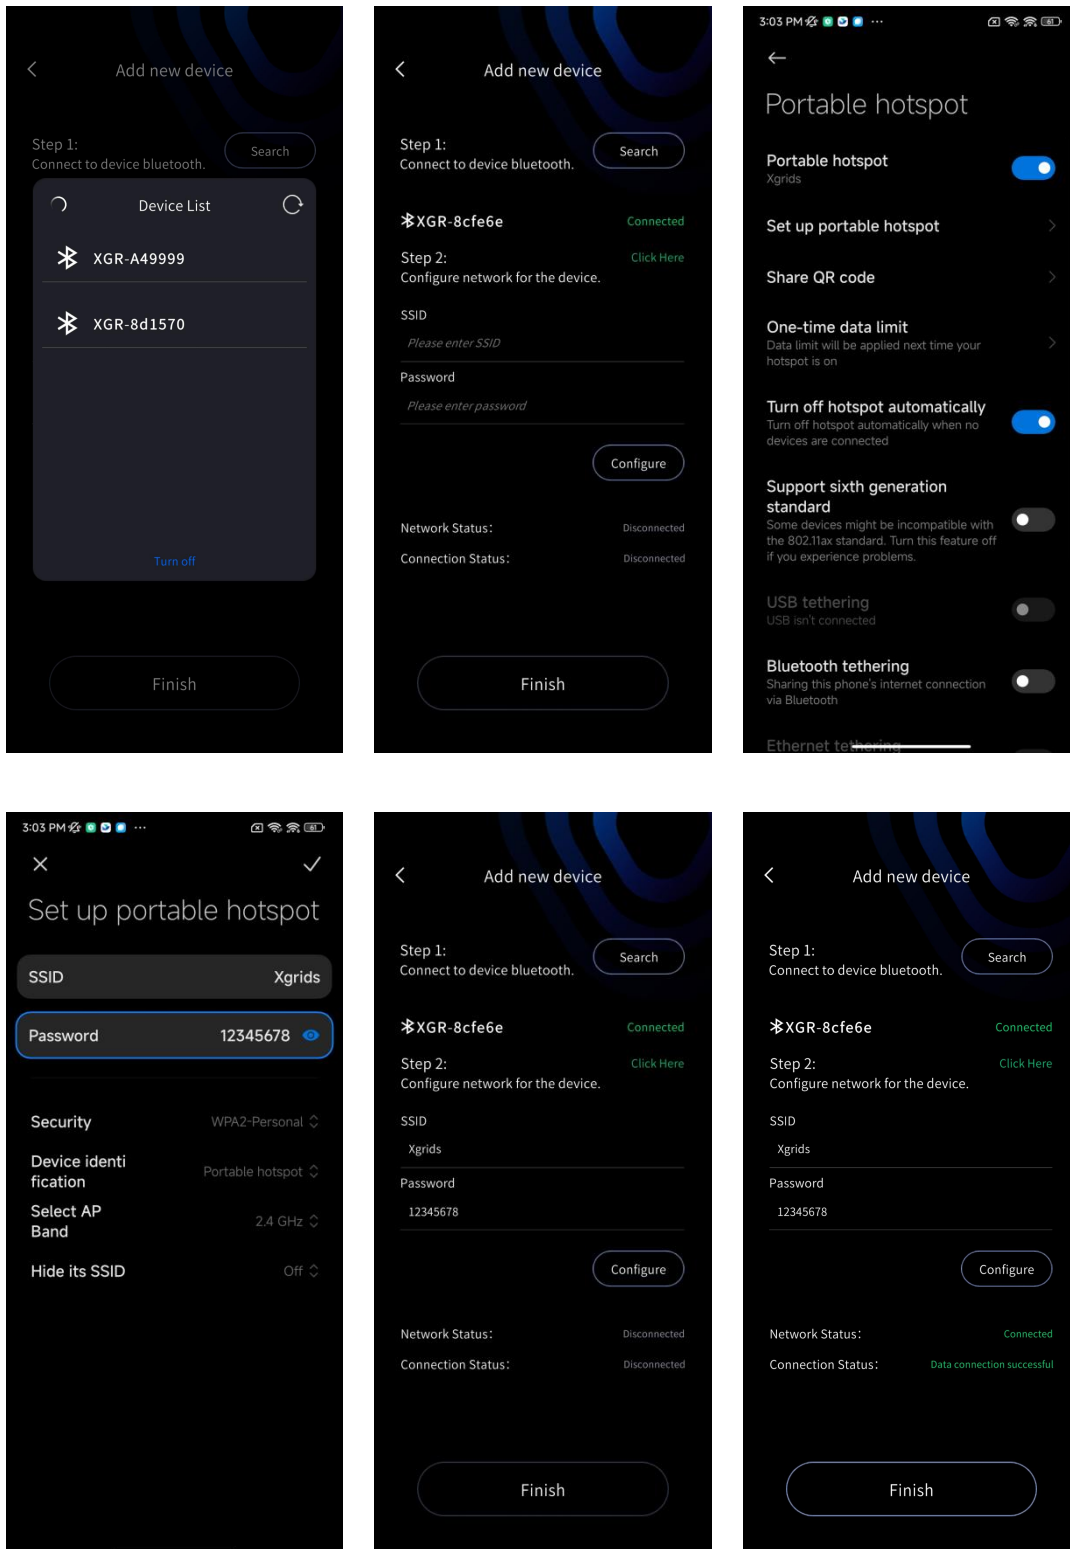 Add new device
Step 1:
Connect to device bluetooth.
Search
Device List
XGR-A49999
XGR-8d1570
Turn off
Finish
Add new device
Step 1:
Connect to device bluetooth.
Search
XGR-8cfe6e
Connected
Step 2:
Click Here
Configure network for the device.
SSID
Please enter SSID
Password
Please enter password
Configure
Network Status:
Disconnected
Connection Status:
Disconnected
Finish
3:03 PM
61
Portable hotspot
Portable hotspot
Xgrids
Set up portable hotspot
Share QR code
One-time data limit
Data limit will be applied next time your
hotspot is on
Turn off hotspot automatically
Turn off hotspot automatically when no
devices are connected
Support sixth generation
standard
Some devices might be incompatible with
the 802.11ax standard. Turn this feature off
if you experience problems.
USB tethering
USB isn't connected
Bluetooth tethering
Sharing this phone's internet connection
via Bluetooth
Ethernet tethering
3:03 PM
61
Set up portable hotspot
SSID
Xgrids
Password
12345678
Security
WPA2-Personal
Device identi
fication
Portable hotspot
Select AP
Band
2.4 GHz
Hide its SSID
Off
Add new device
Step 1:
Connect to device bluetooth.
Search
XGR-8cfe6e
Connected
Step 2:
Click Here
Configure network for the device.
SSID
Xgrids
Password
12345678
Configure
Network Status:
Disconnected
Connection Status:
Disconnected
Finish
Add new device
Step 1:
Connect to device bluetooth.
Search
XGR-8cfe6e
Connected
Step 2:
Click Here
Configure network for the device.
SSID
Xgrids
Password
12345678
Configure
Network Status:
Connected
Connection Status:
Data connection successful
Finish